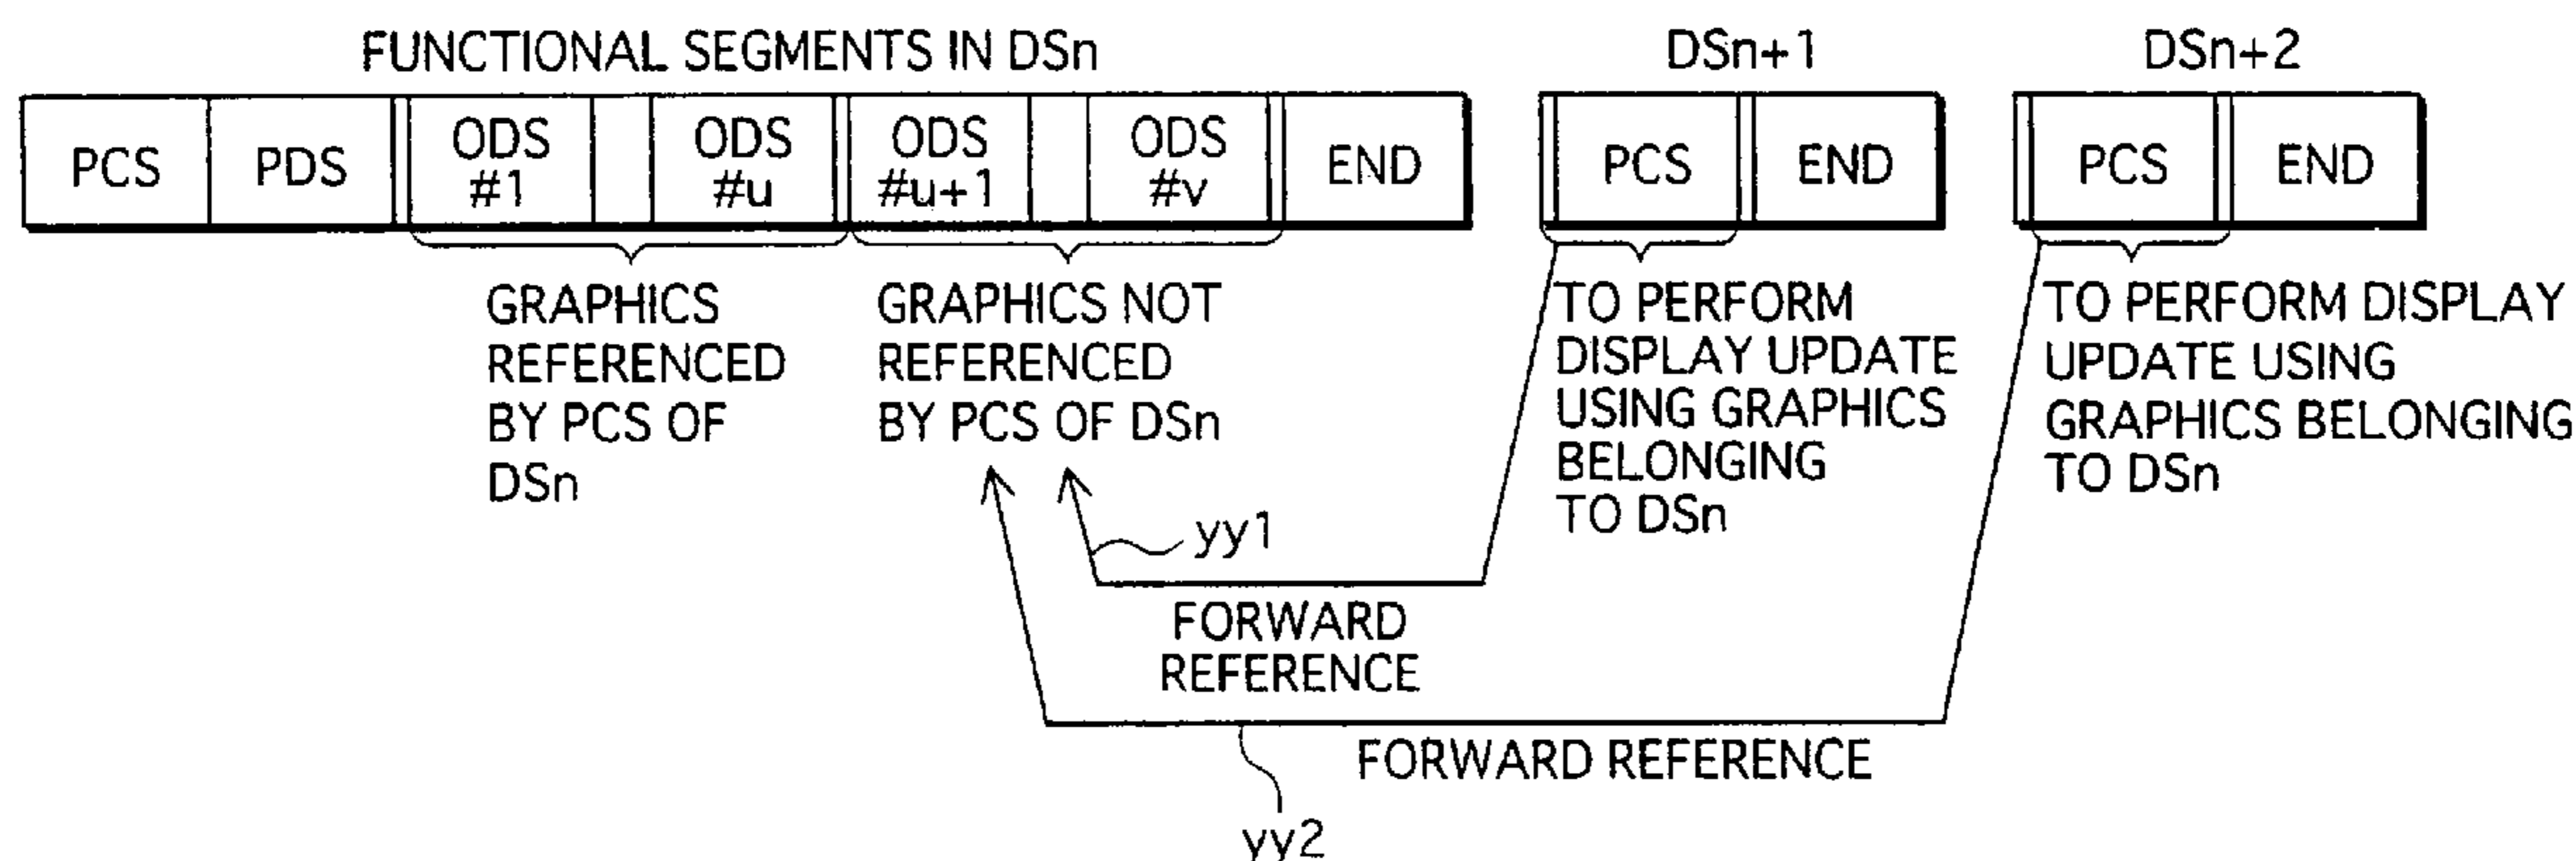 FUNCTIONAL SEGMENTS IN DSn
DSn+1
DSn+2
PCS
PDS
ODS
#1
ODS
#u
ODS
#u+1
ODS
#v
END
PCS
END
PCS
END
GRAPHICS
REFERENCED
BY PCS OF
DSn
GRAPHICS NOT
REFERENCED
BY PCS OF DSn
TO PERFORM
DISPLAY UPDATE
USING GRAPHICS
BELONGING
TO DSn
TO PERFORM DISPLAY
UPDATE USING
GRAPHICS BELONGING
TO DSn
yy1
FORWARD
REFERENCE
FORWARD REFERENCE
yy2